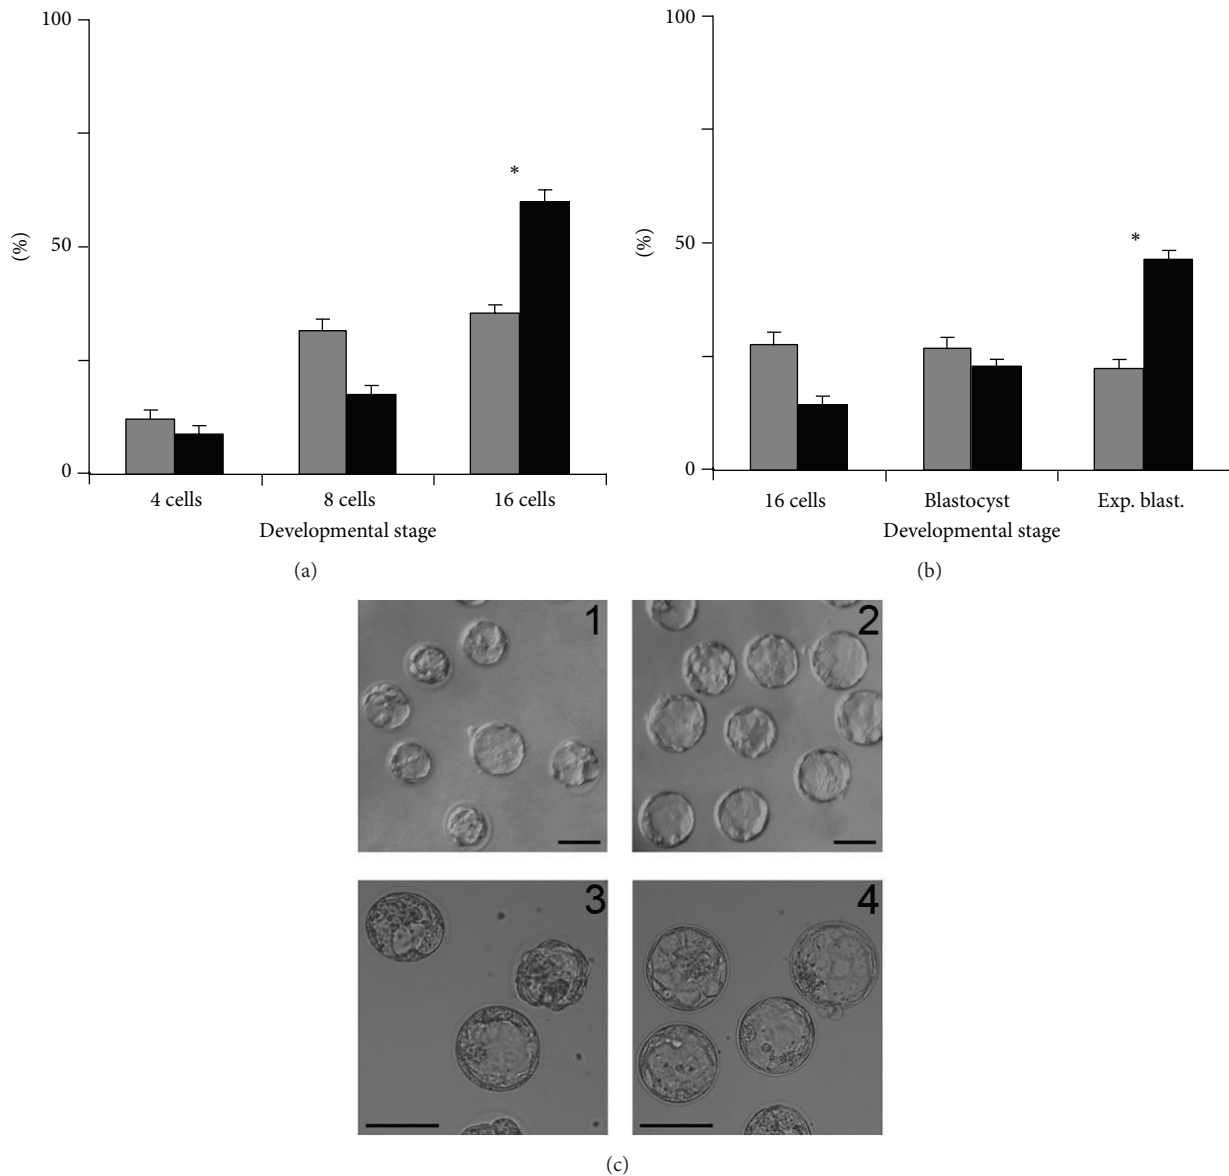 100
50
0
(%)
*
4 cells
8 cells
16 cells
Developmental stage
(a)
100
50
0
(%)
*
16 cells
Blastocyst
Exp. blast.
Developmental stage
(b)
1
2
3
4
(c)